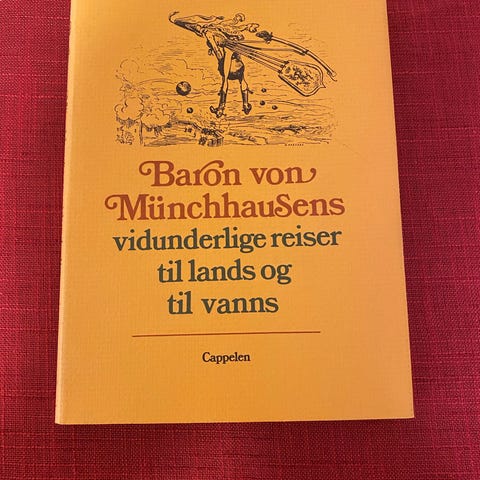 Baron von
Münchhausens
vidunderlige reiser
til lands og
til vanns
Cappelen